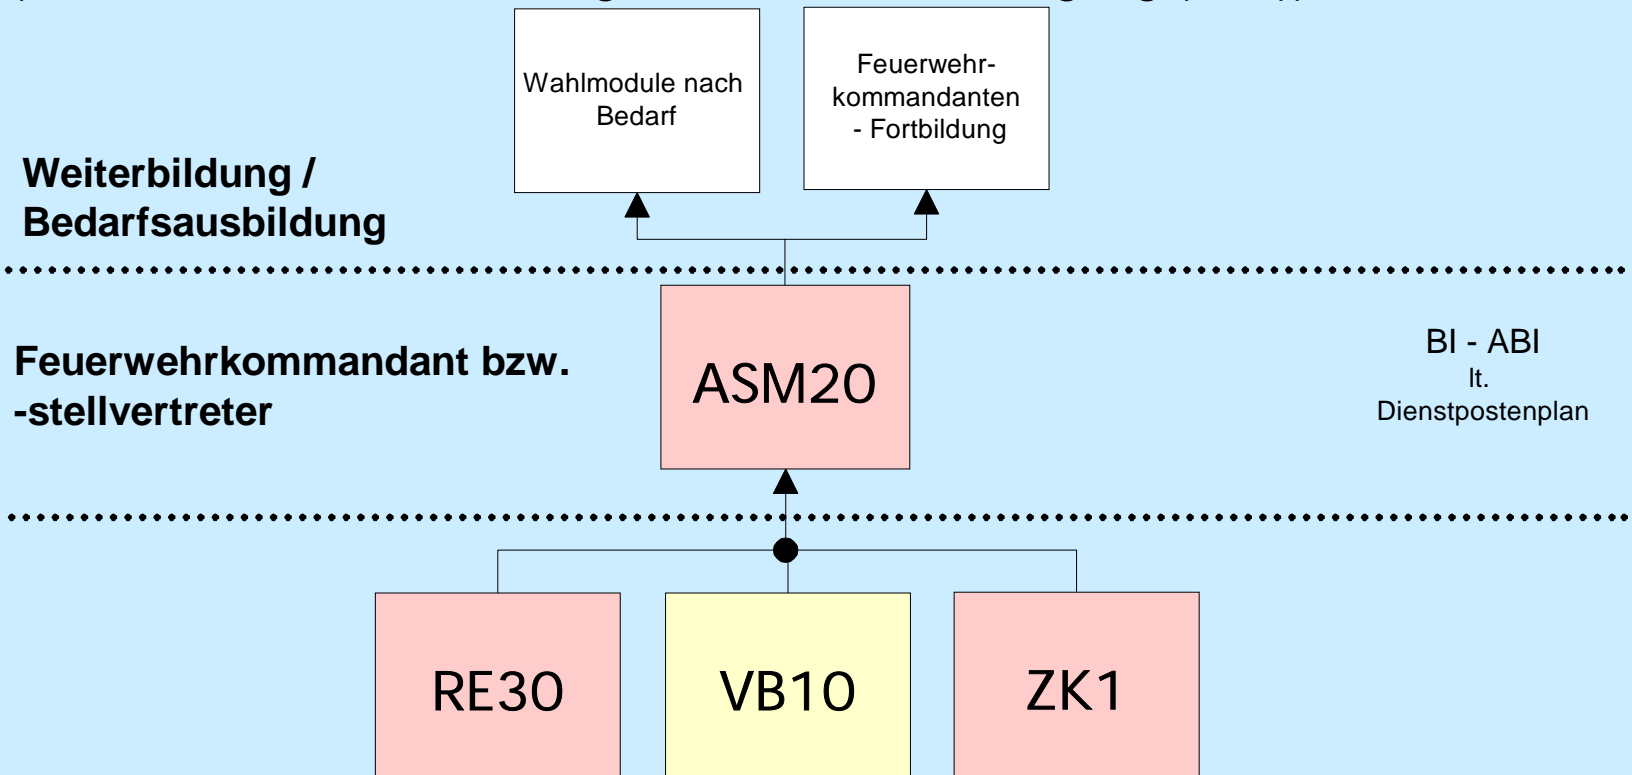 Wahlmodule nach
Bedarf
Feuerwehr-
kommandanten
- Fortbildung
Weiterbildung /
Bedarfsausbildung
Feuerwehrkommandant bzw.
-stellvertreter
ASM20
BI - ABI
lt.
Dienstpostenplan
RE30
VB10
ZK1